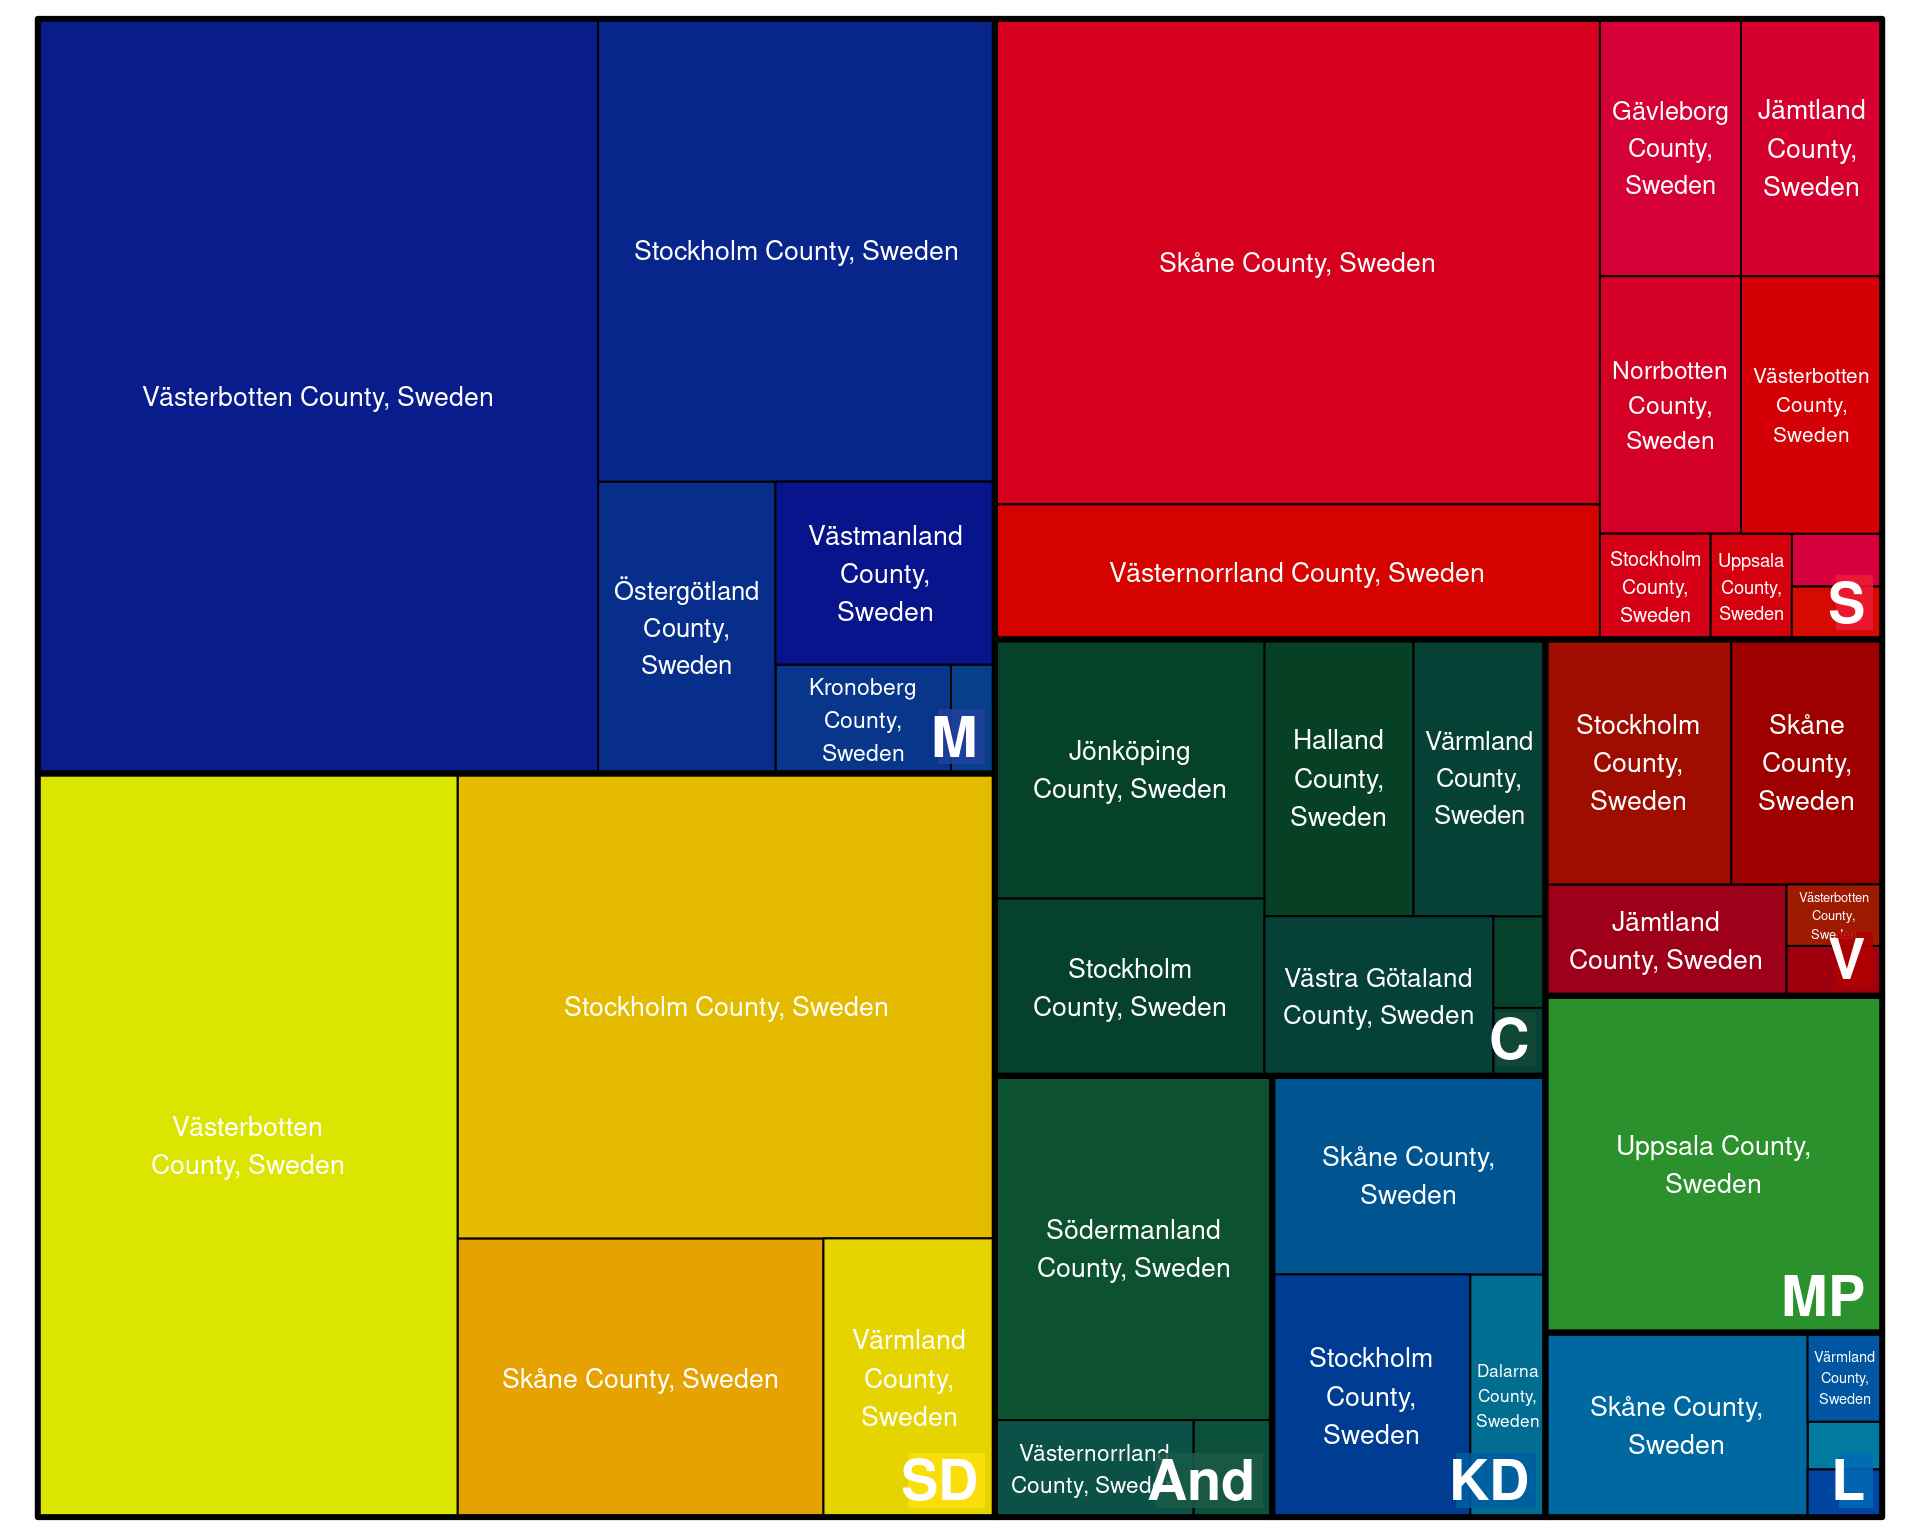 Västerbotten County, Sweden
Stockholm County, Sweden
Östergötland
County,
Sweden
Västmanland
County,
Sweden
Kronoberg
County,
Sweden
M
Västerbotten
County, Sweden
Stockholm County, Sweden
Skåne County, Sweden
Värmland
County,
Sweden
SD
Skåne County, Sweden
Västernorrland County, Sweden
Gävleborg
County,
Sweden
Jämtland
County,
Sweden
Norrbotten
County,
Sweden
Västerbotten
County,
Sweden
Stockholm
County,
Sweden
Uppsala
County,
Sweden
S
Jönköping
County, Sweden
Stockholm
County, Sweden
Halland
County,
Sweden
Värmland
County,
Sweden
Västra Götaland
County, Sweden
C
Södermanland
County, Sweden
Västernorrland
County, Sweden
And
Skåne County,
Sweden
Stockholm
County,
Sweden
Dalarna
County,
Sweden
KD
Stockholm
County,
Sweden
Skåne
County,
Sweden
Jämtland
County, Sweden
Västerbotten
County,
Sweden
V
Uppsala County,
Sweden
MP
Skåne County,
Sweden
Värmland
County,
Sweden
L